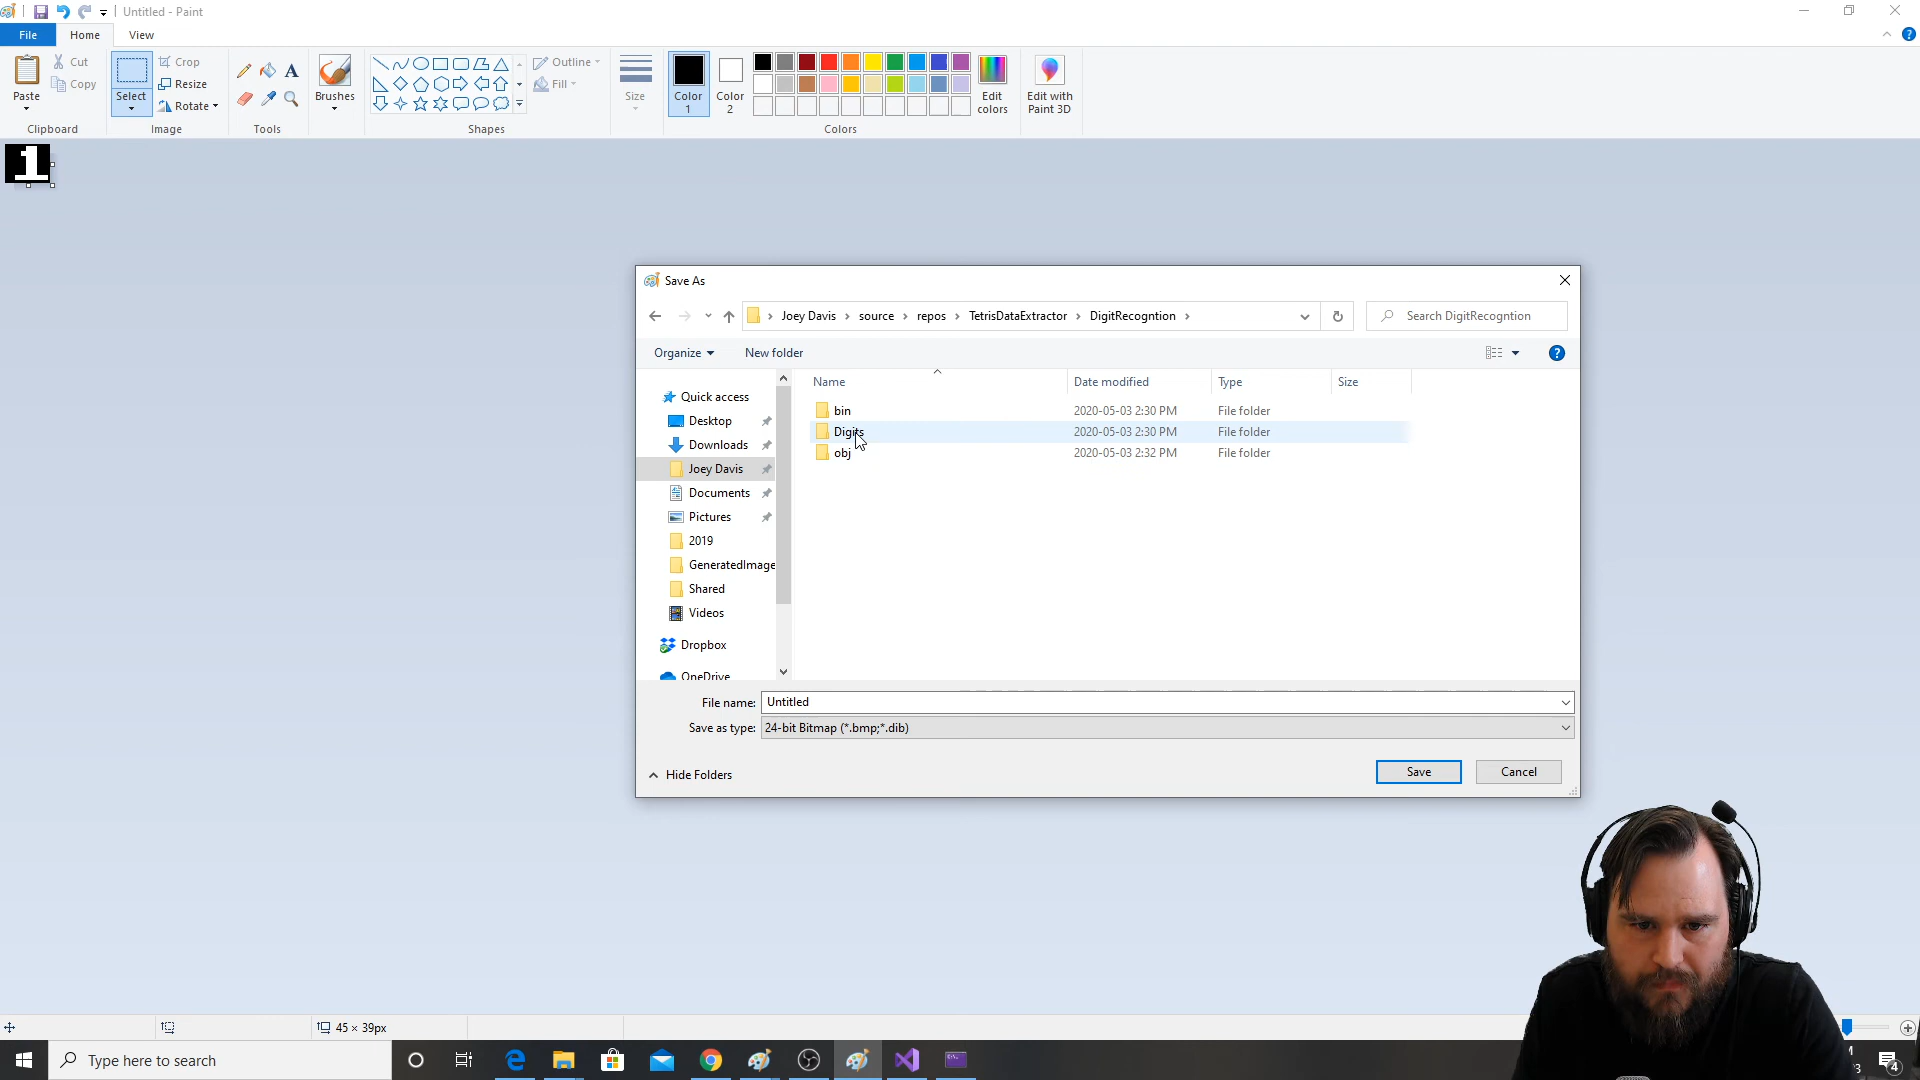 Untitled - Paint
File Home View
Paste
Cut
Copy
Clipboard
Select
Crop
Resize
Rotate
Image
A
Tools
Brushes
Outline
Fill
Shapes
Size
Color 1
Color 2
Edit colors
Colors
Edit with Paint 3D
1
Save As
Joey Davis source repos TetrisDataExtractor DigitRecogntion
Search DigitRecogntion
Organize New folder
Name Date modified Type Size
bin 2020-05-03 2:30 PM File folder
Digits 2020-05-03 2:30 PM File folder
obj 2020-05-03 2:32 PM File folder
Quick access
Desktop
Downloads
Joey Davis
Documents
Pictures
2019
GeneratedImage
Shared
Videos
Dropbox
OneDrive
File name: Untitled
Save as type: 24-bit Bitmap (*.bmp;*.dib)
Hide Folders
Save Cancel
45 × 39px
Type here to search
4